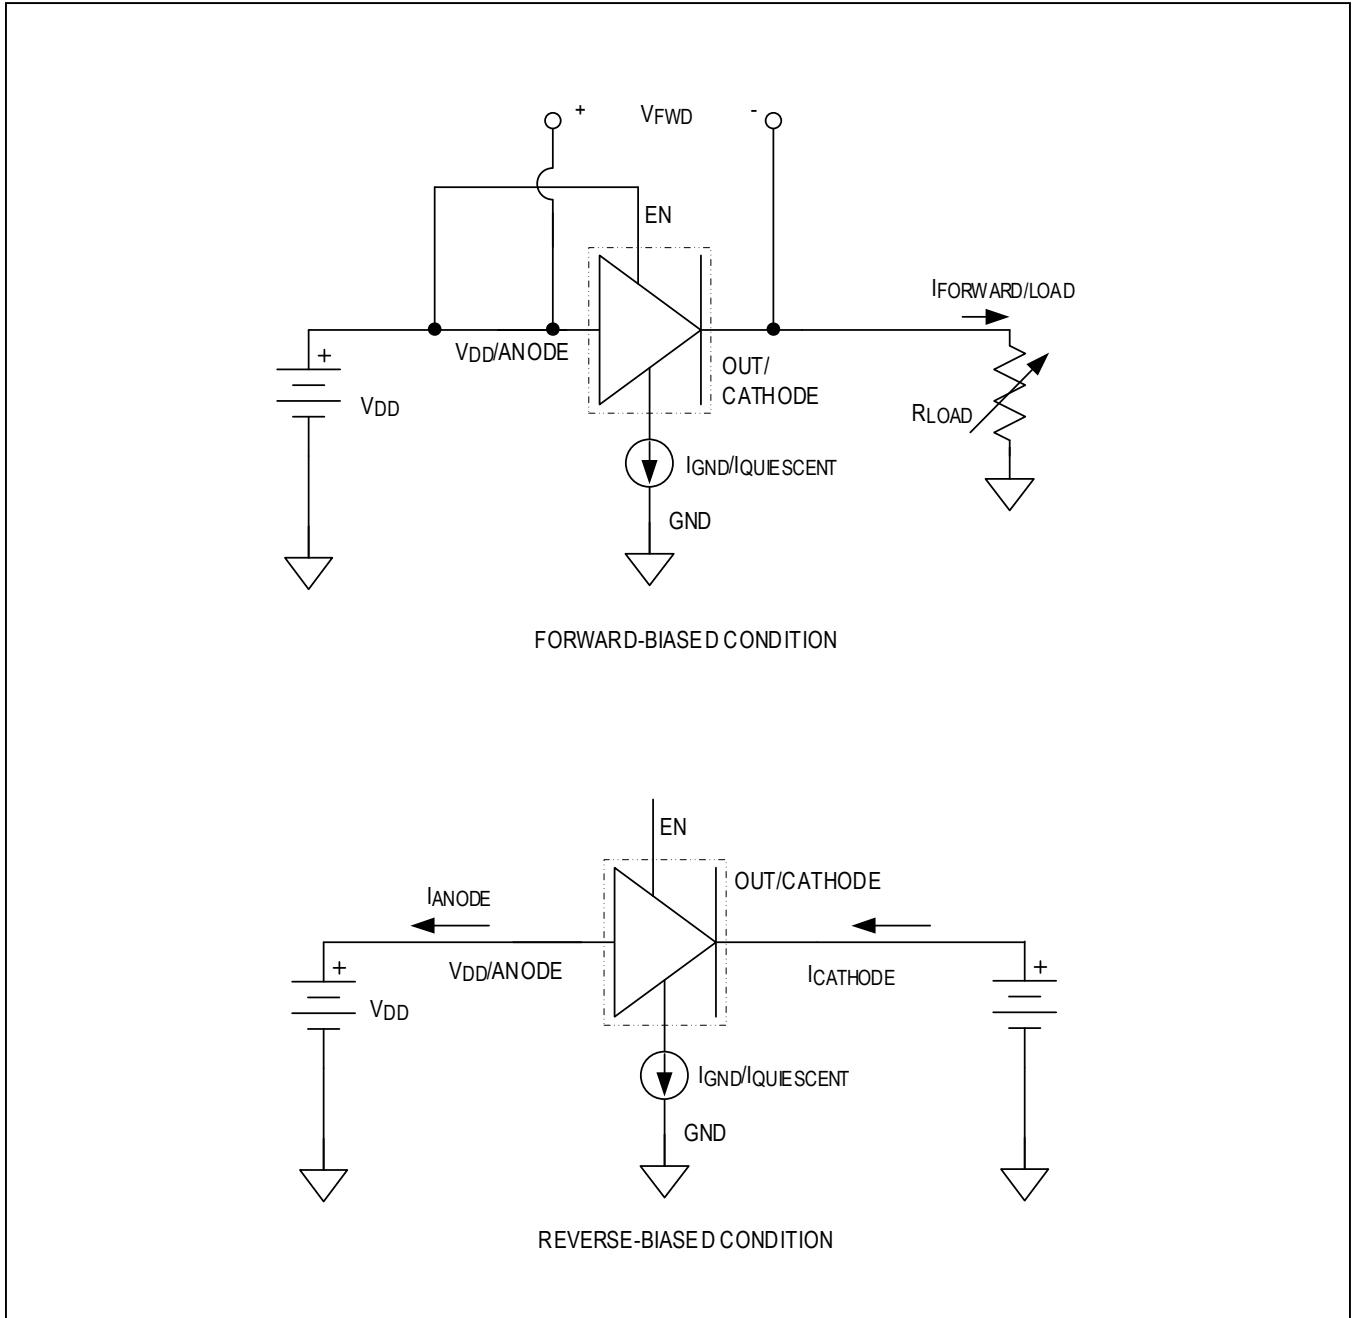 + VFWD -
EN
IFORWARD/LOAD
+
VDD/ANODE
OUT/
CATHODE
VDD
RLOAD
IGND/IQUIESCENT
GND
FORWARD-BIASED CONDITION
EN
OUT/CATHODE
IANODE
+
VDD/ANODE
ICATHODE
+
VDD
IGND/IQUIESCENT
GND
REVERSE-BIASED CONDITION